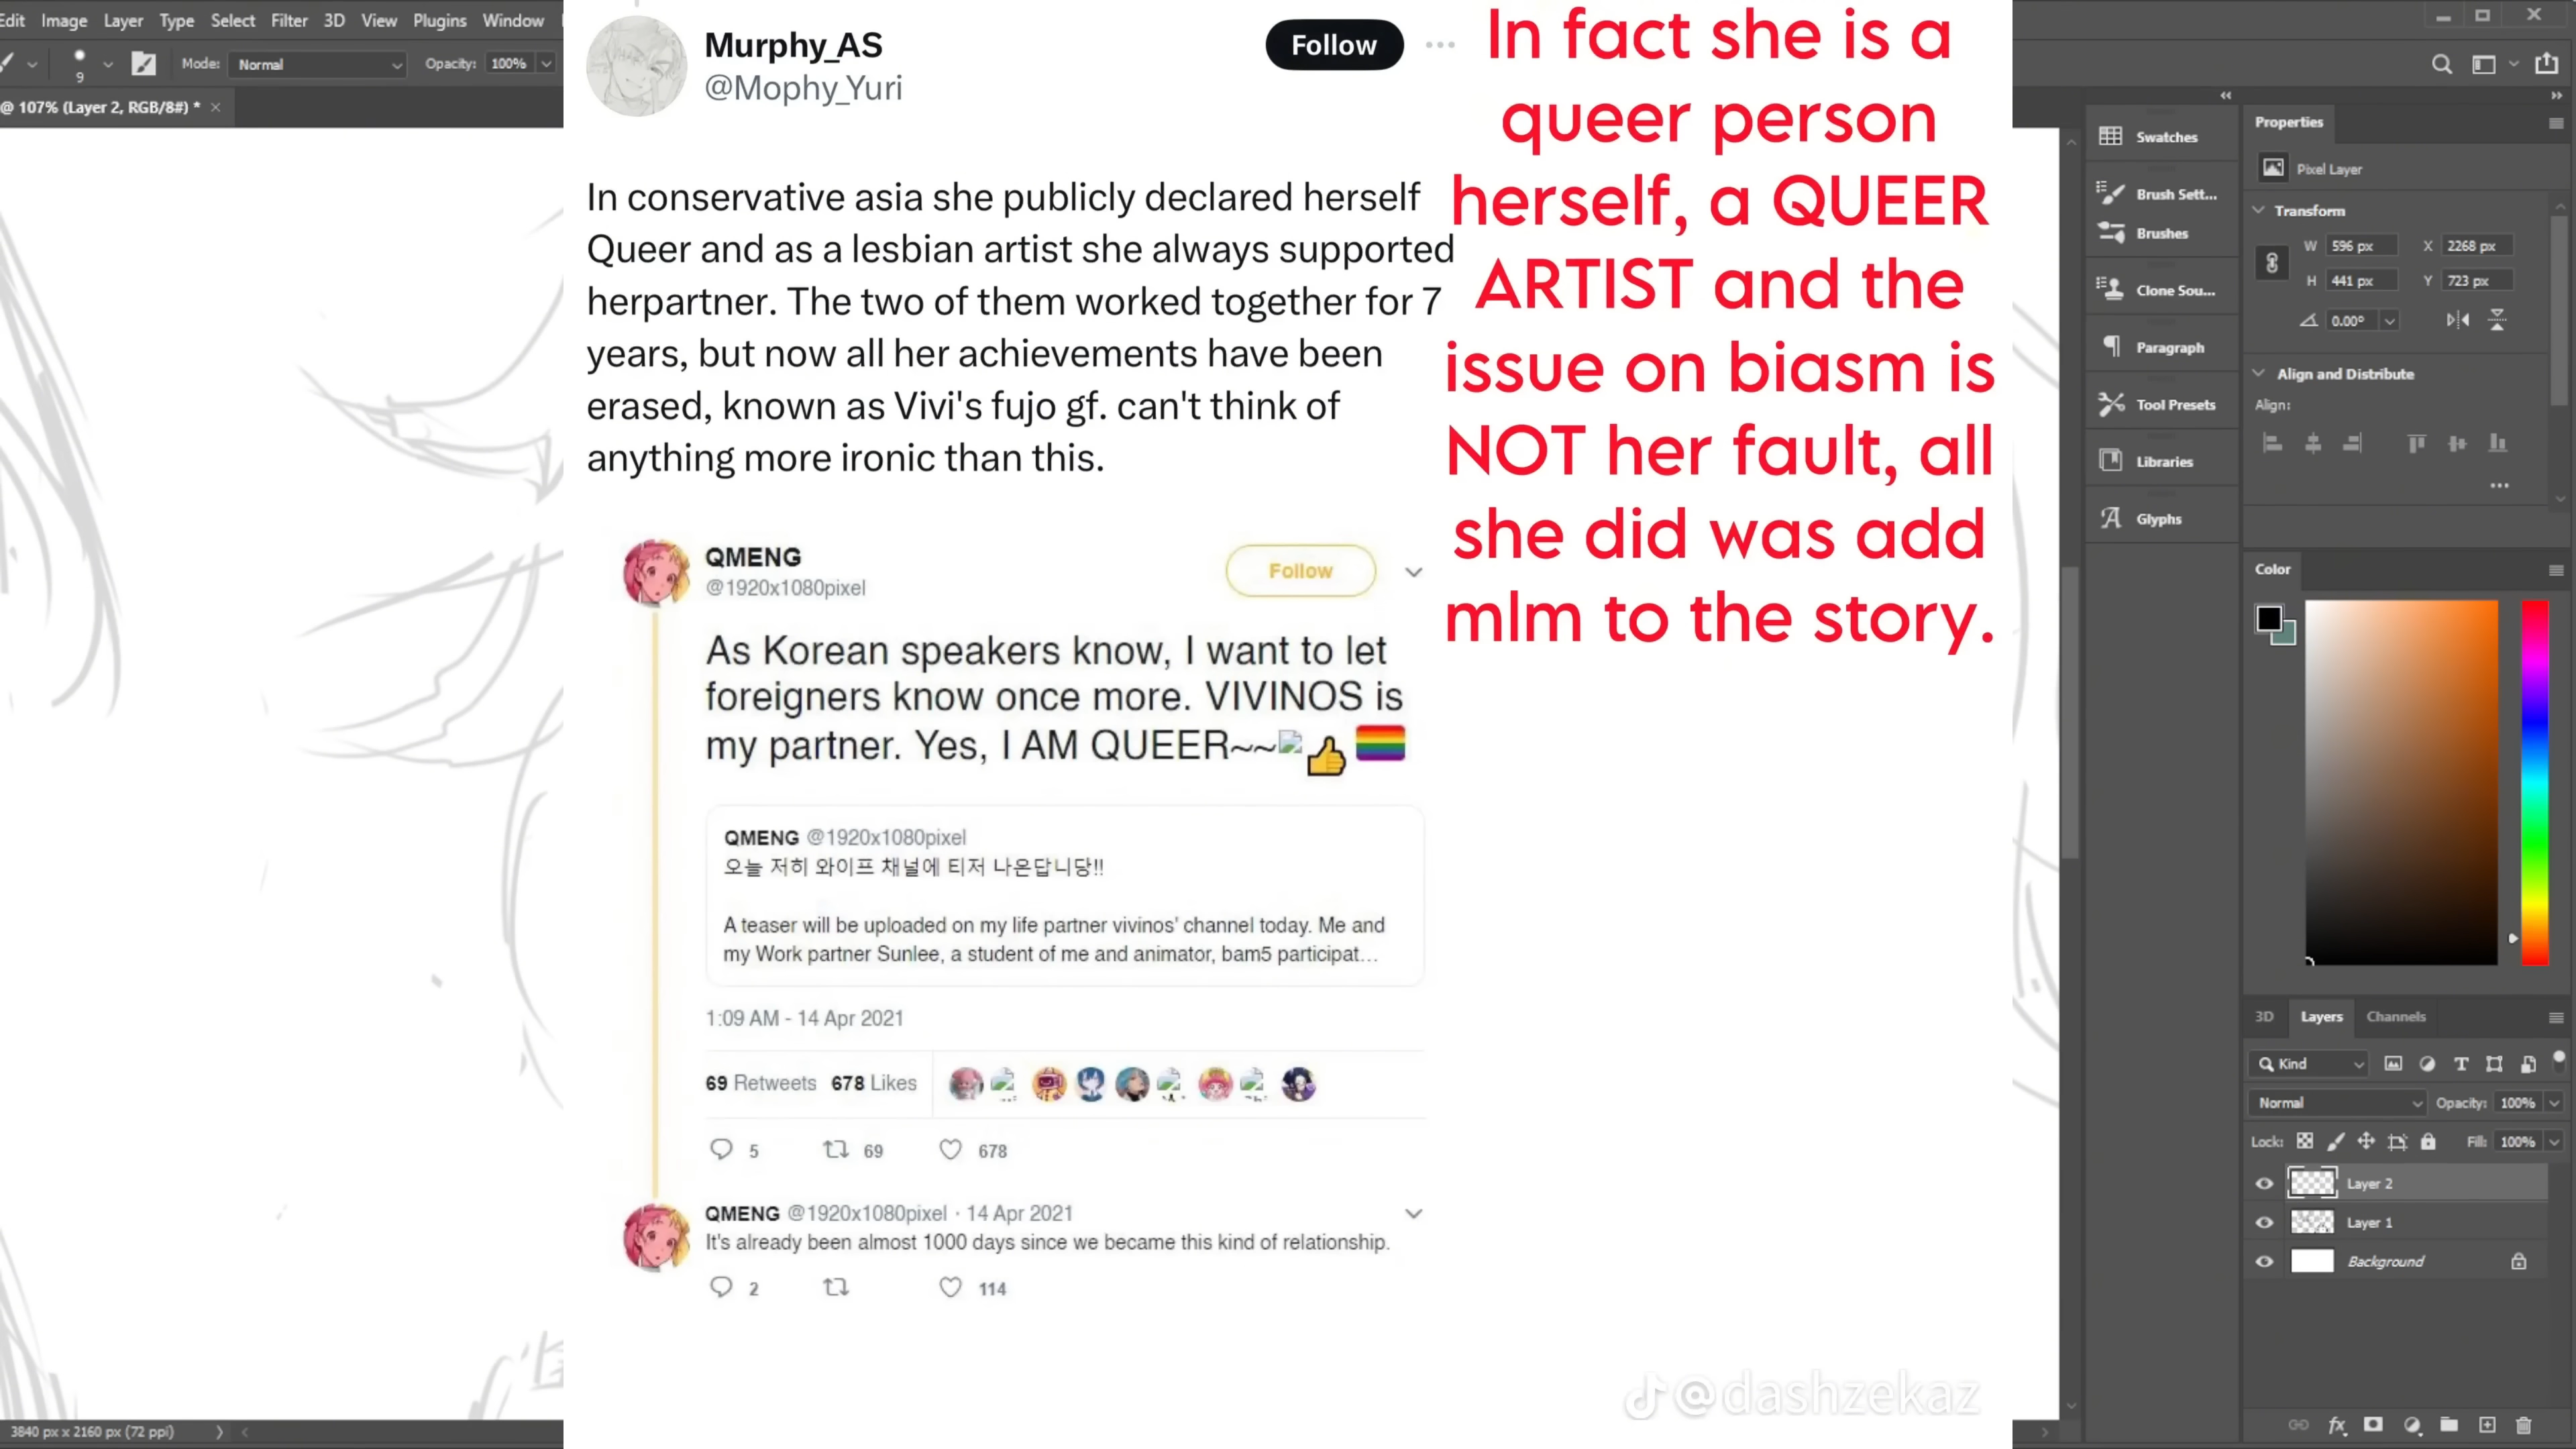 Edit Image Layer Type Select Filter 3D View Plugins Window
9 Mode: Normal Opacity: 100%
@ 107% (Layer 2, RGB/8#) * ×
Murphy_AS
@Mophy_Yuri
Follow
In conservative asia she publicly declared herself
Queer and as a lesbian artist she always supported
herpartner. The two of them worked together for 7
years, but now all her achievements have been
erased, known as Vivi's fujo gf. can't think of
anything more ironic than this.
QMENG
@1920x1080pixel
Follow
As Korean speakers know, I want to let
foreigners know once more. VIVINOS is
my partner. Yes, I AM QUEER~~👍🏳️‍🌈
QMENG @1920x1080pixel
오늘 저희 와이프 채널에 티저 나온답니당!!
A teaser will be uploaded on my life partner vivinos' channel today. Me and
my Work partner Sunlee, a student of me and animator, bam5 participat...
1:09 AM - 14 Apr 2021
69 Retweets 678 Likes
5 69 678
QMENG @1920x1080pixel · 14 Apr 2021
It's already been almost 1000 days since we became this kind of relationship.
2 114
In fact she is a
queer person
herself, a QUEER
ARTIST and the
issue on biasm is
NOT her fault, all
she did was add
mlm to the story.
@dashzekaz
3840 px x 2160 px (72 ppi)
Swatches
Brush Sett...
Brushes
Clone Sou...
Paragraph
Tool Presets
Libraries
Glyphs
Properties
Pixel Layer
Transform
W 596 px X 2268 px
H 441 px Y 723 px
0.00°
Align and Distribute
Align:
Color
3D Layers Channels
Kind
Normal Opacity: 100%
Lock: Fill: 100%
Layer 2
Layer 1
Background